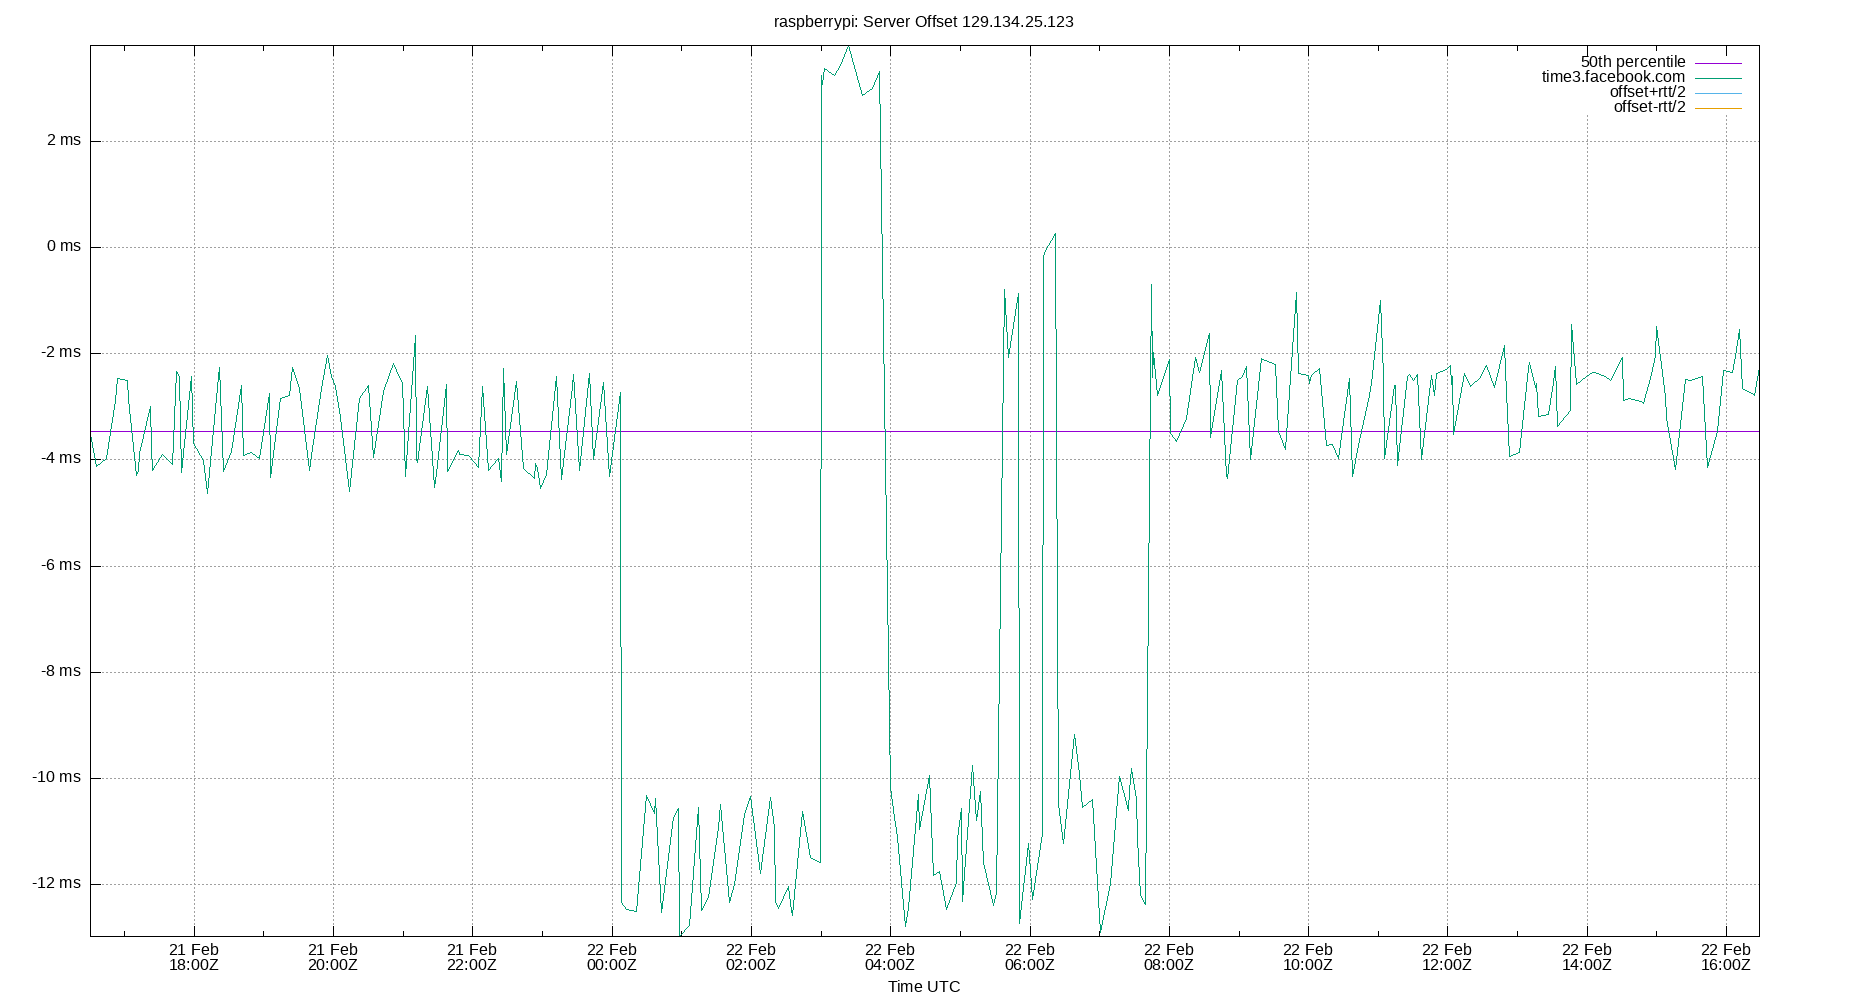 raspberrypi: Server Offset 129.134.25.123
50th percentile
time3.facebook.com
offset+rtt/2
offset-rtt/2
2 ms
0 ms
-2 ms
-4 ms
-6 ms
-8 ms
-10 ms
-12 ms
21 Feb 21 Feb 21 Feb 22 Feb 22 Feb 22 Feb 22 Feb 22 Feb 22 Feb 22 Feb 22 Feb 22 Feb
18:00Z 20:00Z 22:00Z 00:00Z 02:00Z 04:00Z 06:00Z 08:00Z 10:00Z 12:00Z 14:00Z 16:00Z
Time UTC